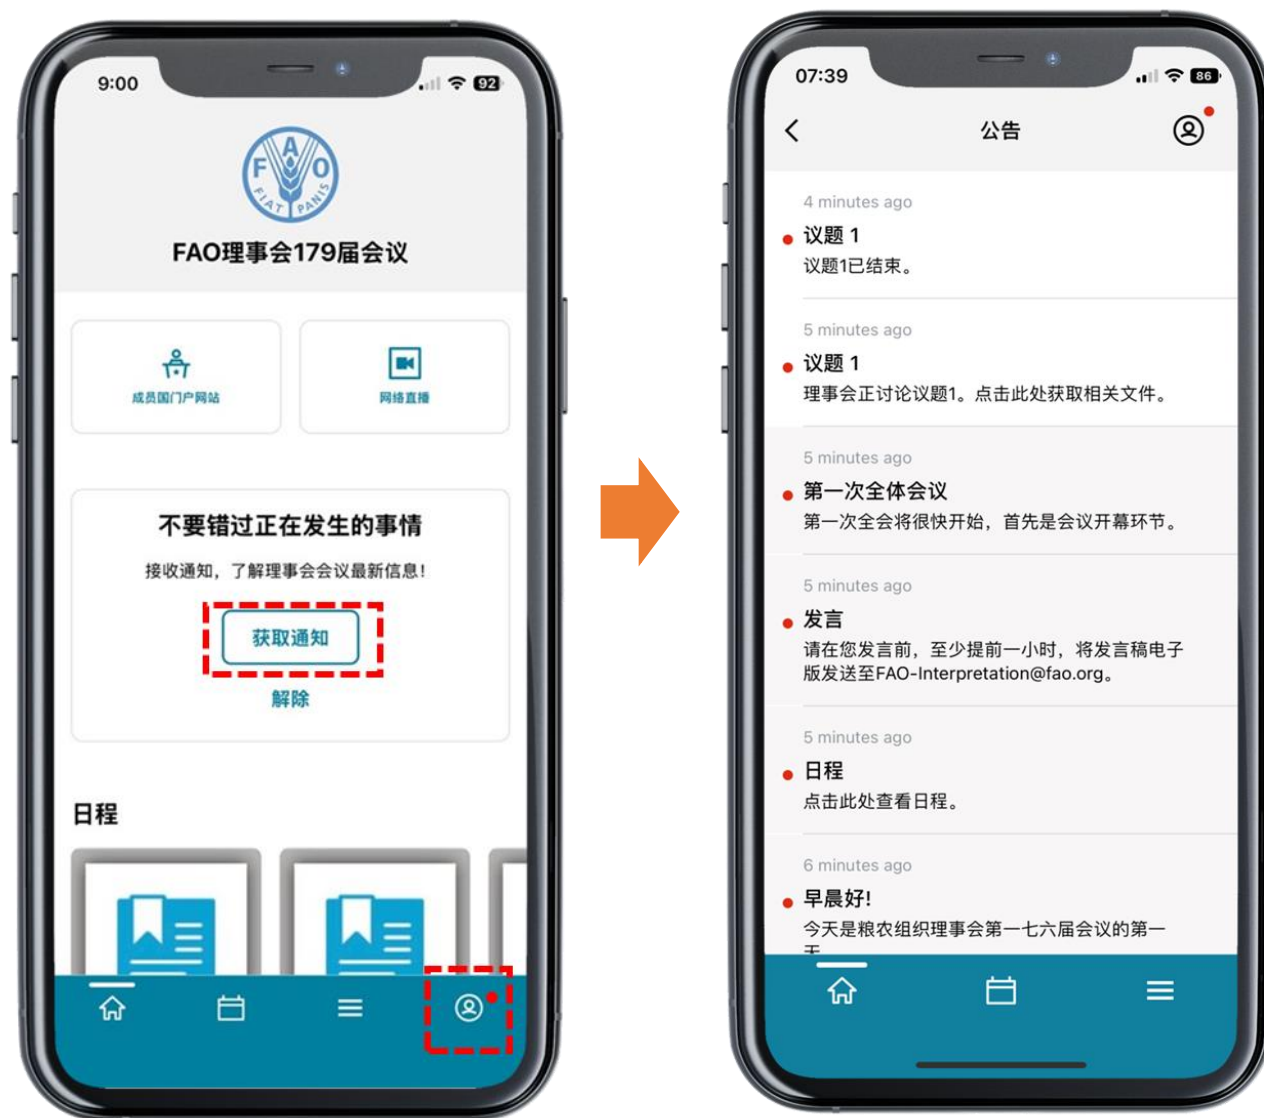 9:00
92
F A O
FIAT PANIS
FAO理事会179届会议
成员国门户网站
网络直播
不要错过正在发生的事情
接收通知，了解理事会会议最新信息！
获取通知
解除
日程
07:39
86
公告
4 minutes ago
议题 1
议题1已结束。
5 minutes ago
议题 1
理事会正讨论议题1。点击此处获取相关文件。
5 minutes ago
第一次全体会议
第一次全会将很快开始，首先是会议开幕环节。
5 minutes ago
发言
请在您发言前，至少提前一小时，将发言稿电子
版发送至FAO-Interpretation@fao.org。
5 minutes ago
日程
点击此处查看日程。
6 minutes ago
早晨好!
今天是粮农组织理事会第一七六届会议的第一